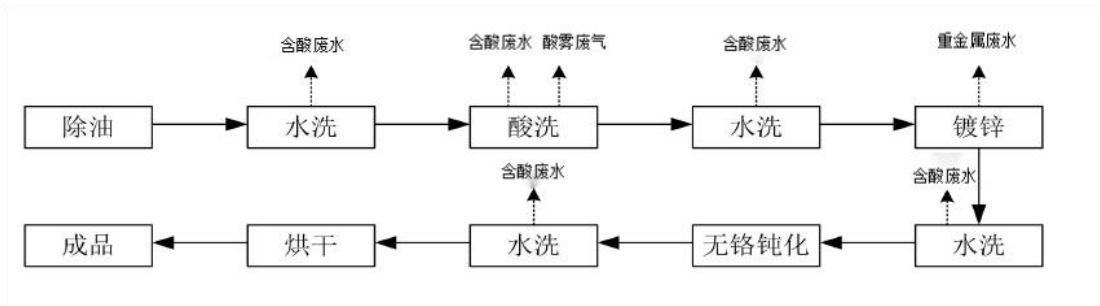 含酸废水
含酸废水 酸雾废气
含酸废水
重金属废水
除油
水洗
酸洗
水洗
镀锌
含酸废水
含酸废水
成品
烘干
水洗
无铬钝化
水洗